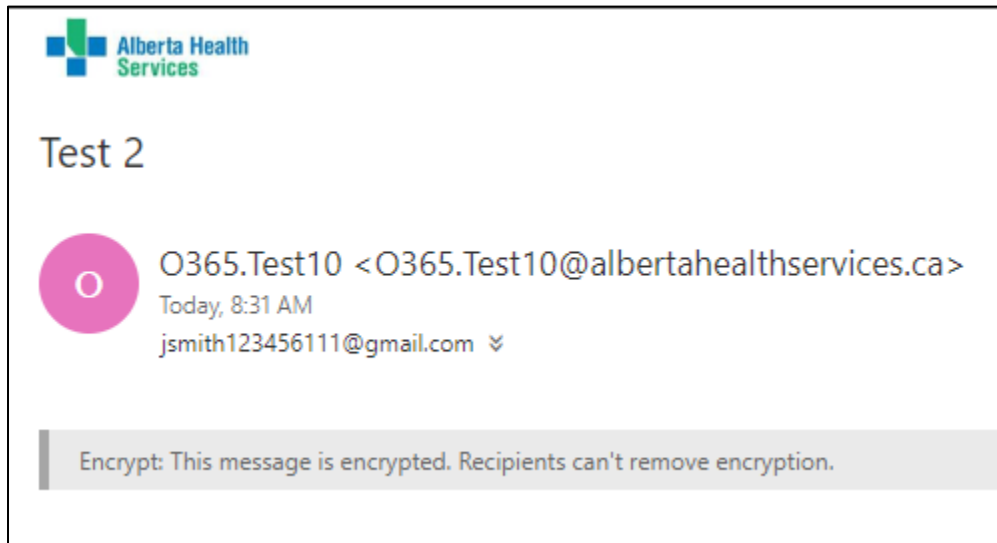 Alberta Health
Services
Test 2
O
O365.Test10 <O365.Test10@albertahealthservices.ca>
Today, 8:31 AM
jsmith123456111@gmail.com
Encrypt: This message is encrypted. Recipients can't remove encryption.